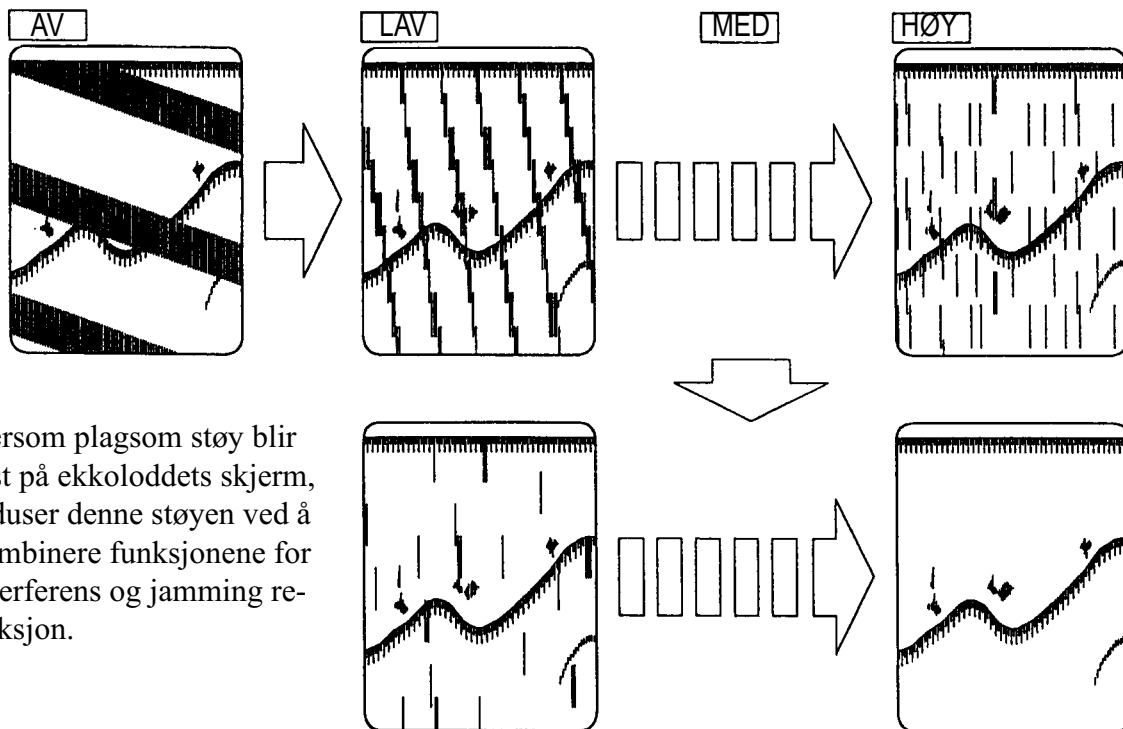 AV
LAV
MED
HØY
ersom plagsom støy blir
st på ekkoloddets skjerm,
duser denne støyen ved å
mbinere funksjonene for
erferens og jamming re-
ksjon.